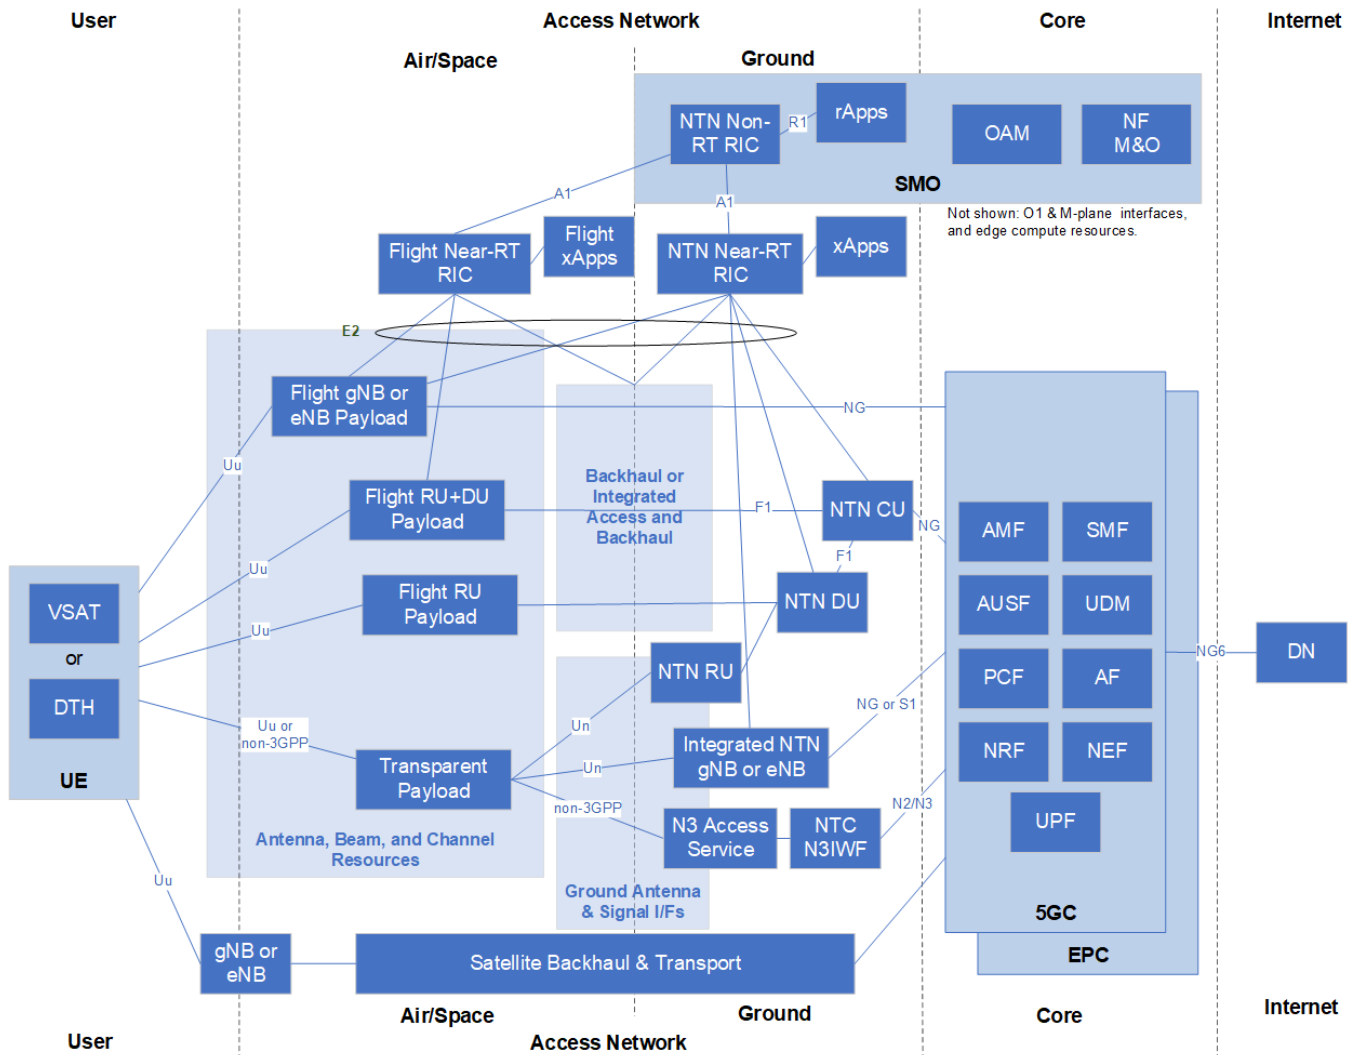 User
Access Network
Core
Internet
Air/Space
Ground
NTN Non-
RT RIC
R1
rApps
OAM
NF
M&O
SMO
A1
A1
Not shown: O1 & M-plane interfaces,
and edge compute resources.
Flight Near-RT
RIC
Flight
xApps
NTN Near-RT
RIC
xApps
E2
Flight gNB or
eNB Payload
NG
Uu
Backhaul or
Integrated
Access and
Backhaul
Flight RU+DU
Payload
F1
NTN CU
NG
AMF
SMF
F1
Uu
Flight RU
Payload
NTN DU
AUSF
UDM
VSAT
or
DTH
UE
Uu
NTN RU
PCF
AF
NG6
DN
NG or S1
Uu or
non-3GPP
Un
Transparent
Payload
Un
Integrated NTN
gNB or eNB
NRF
NEF
non-3GPP
N2/N3
N3 Access
Service
NTC
N3IWF
UPF
Antenna, Beam, and Channel
Resources
Uu
Ground Antenna
& Signal I/Fs
5GC
gNB or
eNB
Satellite Backhaul & Transport
EPC
Air/Space
Ground
Core
Internet
User
Access Network